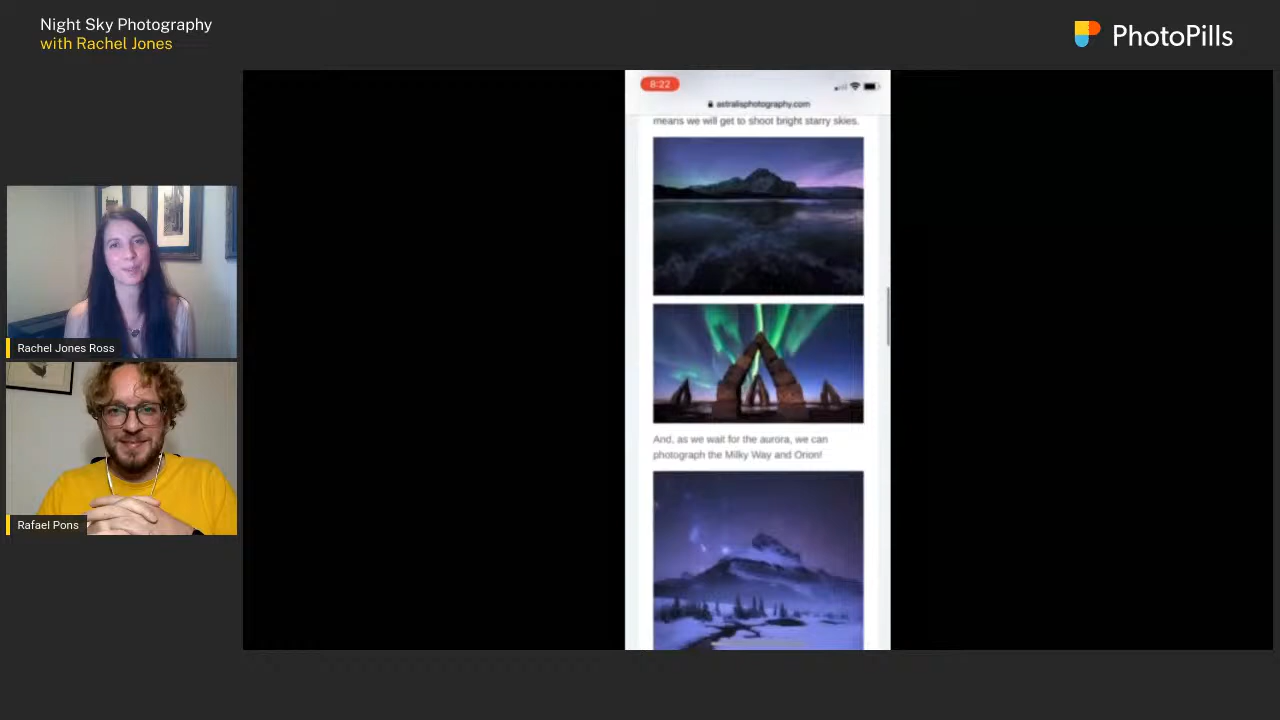 Night Sky Photography
with Rachel Jones
PhotoPills
8:22
astralisphotography.com
means we will get to shoot bright starry skies.
And, as we wait for the aurora, we can
photograph the Milky Way and Orion!
Rachel Jones Ross
Rafael Pons